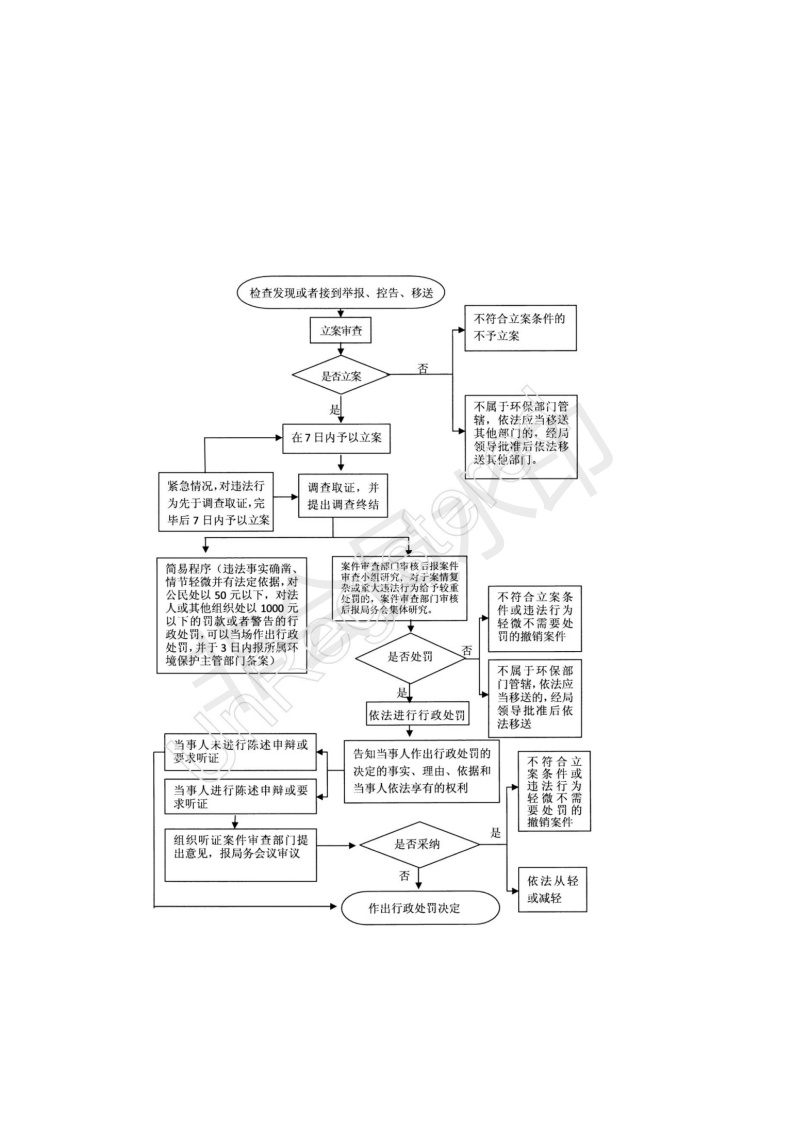 检查发现或者接到举报、控告、移送
立案审查
不符合立案条件的
不予立案
是否立案
否
是
不属于环保部门管
辖，依法应当移送
其他部门的，经局
领导批准后依法移
送其他部门。
在7日内予以立案
紧急情况，对违法行
为先于调查取证，完
毕后7日内予以立案
调查取证，并
提出调查终结
简易程序（违法事实确凿、
情节轻微并有法定依据，对
公民处以50元以下，对法
人或其他组织处以1000元
以下的罚款或者警告的行
政处罚，可以当场作出行政
处罚，并于3日内报所属环
境保护主管部门备案）
案件审查部门审核后报案件
审查小组研究，对于案情复
杂或重大违法行为给予较重
处罚的，案件审查部门审核
后报局务会集体研究。
不符合立案条
件或违法行为
轻微不需要处
罚的撤销案件
是否处罚
否
是
不属于环保部
门管辖，依法应
当移送的，经局
领导批准后依
法移送
依法进行行政处罚
当事人未进行陈述申辩或
要求听证
告知当事人作出行政处罚的
决定的事实、理由、依据和
当事人依法享有的权利
当事人进行陈述申辩或要
求听证
不符合立
案条件或
违法行为
轻微不需
要处罚的
撤销案件
组织听证案件审查部门提
出意见，报局务会议审议
是否采纳
是
否
依法从轻
或减轻
作出行政处罚决定
非会员水印
UnRegistered